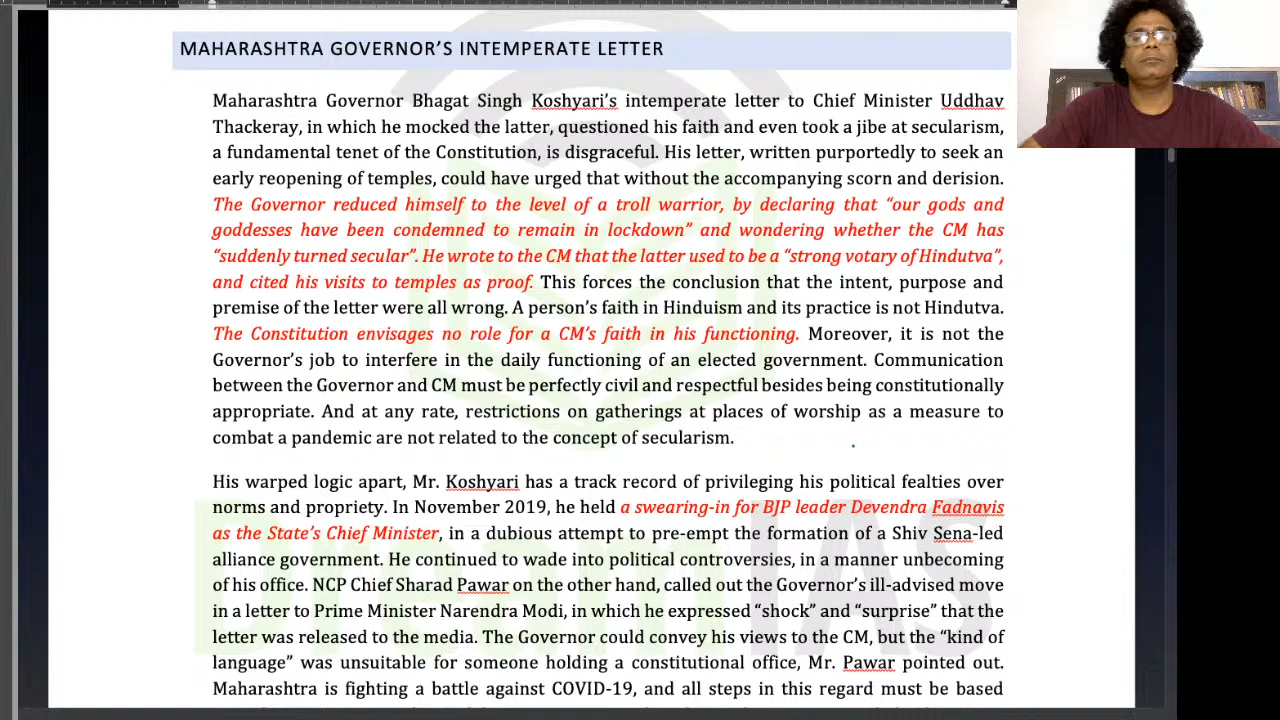 MAHARASHTRA GOVERNOR'S INTEMPERATE LETTER
Maharashtra Governor Bhagat Singh Koshyari's intemperate letter to Chief Minister Uddhav
Thackeray, in which he mocked the latter, questioned his faith and even took a jibe at secularism,
a fundamental tenet of the Constitution, is disgraceful. His letter, written purportedly to seek an
early reopening of temples, could have urged that without the accompanying scorn and derision.
The Governor reduced himself to the level of a troll warrior, by declaring that “our gods and
goddesses have been condemned to remain in lockdown” and wondering whether the CM has
“suddenly turned secular”. He wrote to the CM that the latter used to be a “strong votary of Hindutva”,
and cited his visits to temples as proof. This forces the conclusion that the intent, purpose and
premise of the letter were all wrong. A person's faith in Hinduism and its practice is not Hindutva.
The Constitution envisages no role for a CM's faith in his functioning. Moreover, it is not the
Governor's job to interfere in the daily functioning of an elected government. Communication
between the Governor and CM must be perfectly civil and respectful besides being constitutionally
appropriate. And at any rate, restrictions on gatherings at places of worship as a measure to
combat a pandemic are not related to the concept of secularism.
His warped logic apart, Mr. Koshyari has a track record of privileging his political fealties over
norms and propriety. In November 2019, he held a swearing-in for BJP leader Devendra Fadnavis
as the State's Chief Minister, in a dubious attempt to pre-empt the formation of a Shiv Sena-led
alliance government. He continued to wade into political controversies, in a manner unbecoming
of his office. NCP Chief Sharad Pawar on the other hand, called out the Governor's ill-advised move
in a letter to Prime Minister Narendra Modi, in which he expressed “shock” and “surprise” that the
letter was released to the media. The Governor could convey his views to the CM, but the “kind of
language” was unsuitable for someone holding a constitutional office, Mr. Pawar pointed out.
Maharashtra is fighting a battle against COVID-19, and all steps in this regard must be based
DreamIAS